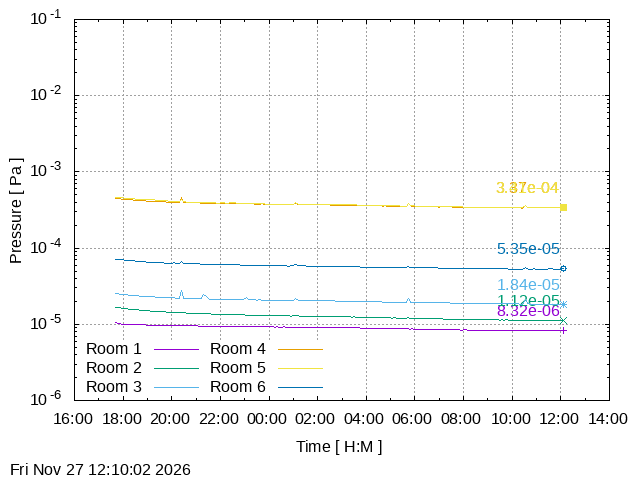 10^-1
10^-2
10^-3
10^-4
10^-5
10^-6
Pressure [ Pa ]
5.35e-05
1.84e-05
1.12e-05
8.32e-06
Room 1 Room 4
Room 2 Room 5
Room 3 Room 6
16:00 18:00 20:00 22:00 00:00 02:00 04:00 06:00 08:00 10:00 12:00 14:00
Time [ H:M ]
Fri Nov 27 12:10:02 2026